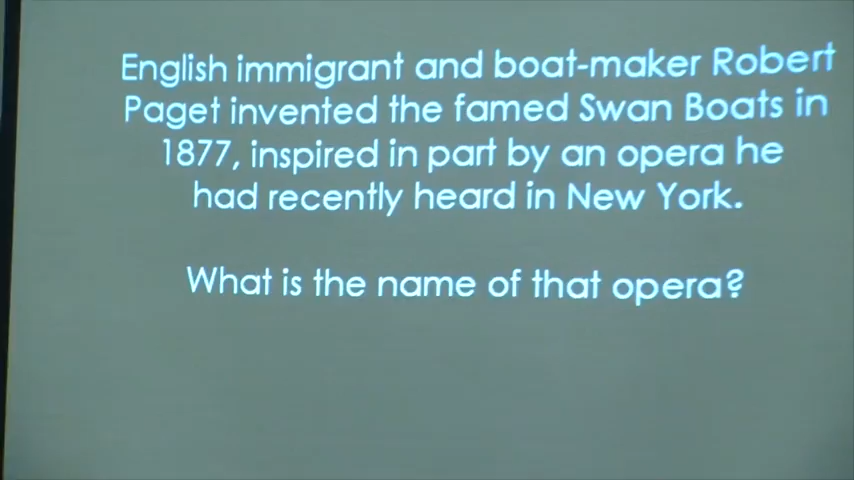 English immigrant and boat-maker Robert
Paget invented the famed Swan Boats in
1877, inspired in part by an opera he
had recently heard in New York.
What is the name of that opera?